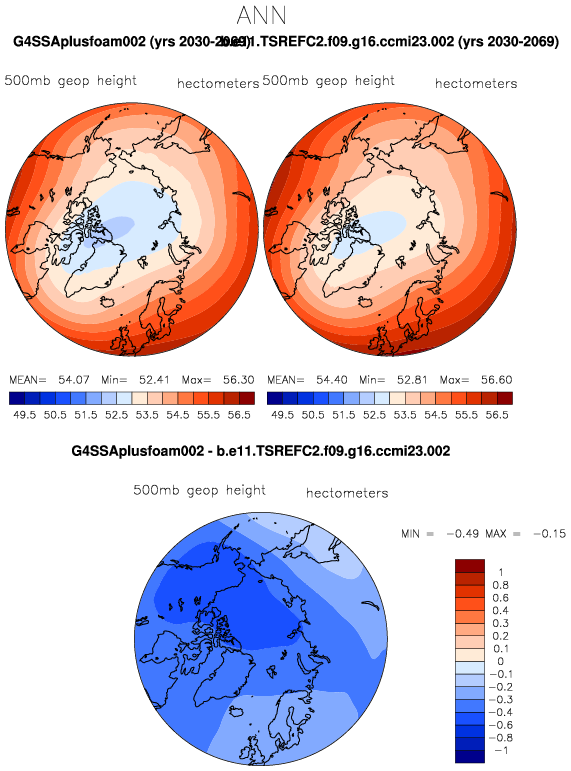 ANN
G4SSAplusfoam002 (yrs 2030-2069) b.e11.TSREFC2.f09.g16.ccmi23.002 (yrs 2030-2069)
500mb geop height hectometers 500mb geop height hectometers
MEAN= 54.07 Min= 52.41 Max= 56.30 MEAN= 54.40 Min= 52.81 Max= 56.60
49.5 50.5 51.5 52.5 53.5 54.5 55.5 56.5 49.5 50.5 51.5 52.5 53.5 54.5 55.5 56.5
G4SSAplusfoam002 - b.e11.TSREFC2.f09.g16.ccmi23.002
500mb geop height hectometers
MIN = -0.49 MAX = -0.15
1
0.8
0.6
0.4
0.3
0.2
0.1
0
-0.1
-0.2
-0.3
-0.4
-0.6
-0.8
-1